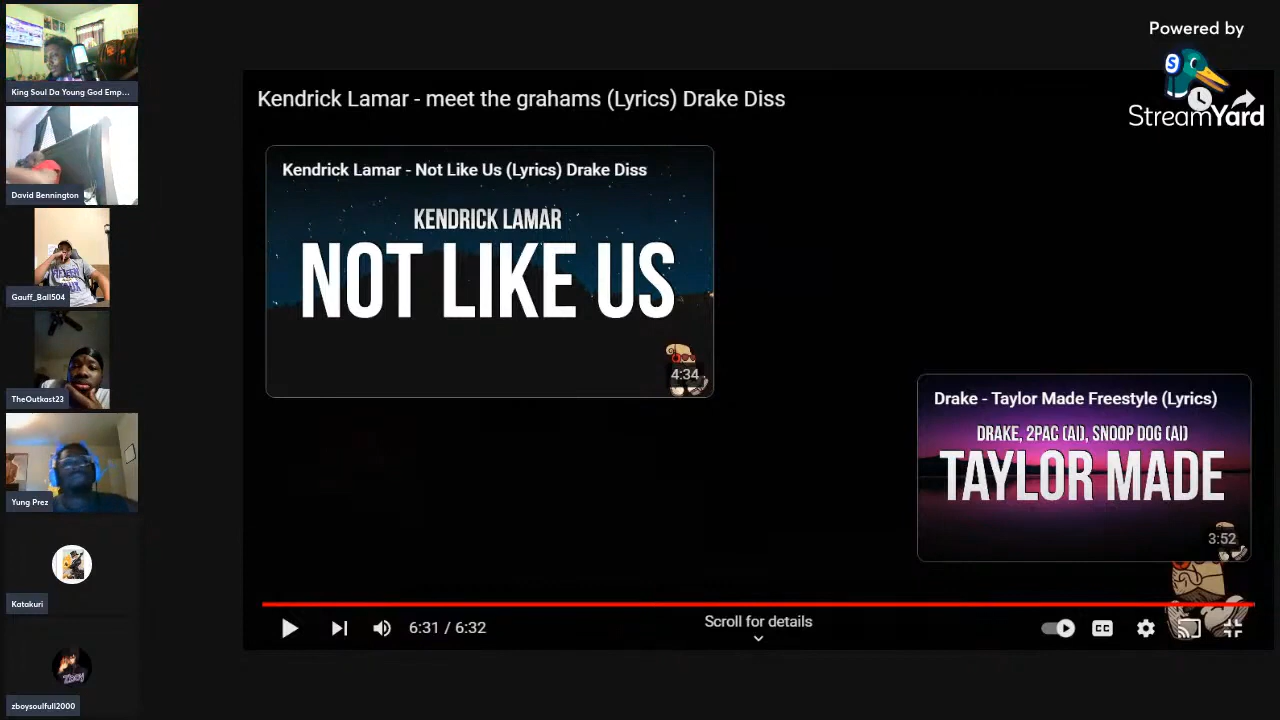 Powered by
StreamYard
King Soul Da Young God Emp...
David Bennington
Gauff_Ball504
TheOutkast23
Yung Prez
Katakuri
zboysoulfull2000
Kendrick Lamar - meet the grahams (Lyrics) Drake Diss
Kendrick Lamar - Not Like Us (Lyrics) Drake Diss
KENDRICK LAMAR
NOT LIKE US
4:34
Drake - Taylor Made Freestyle (Lyrics)
DRAKE, 2PAC (AI), SNOOP DOG (AI)
TAYLOR MADE
3:52
6:31 / 6:32
Scroll for details
CC